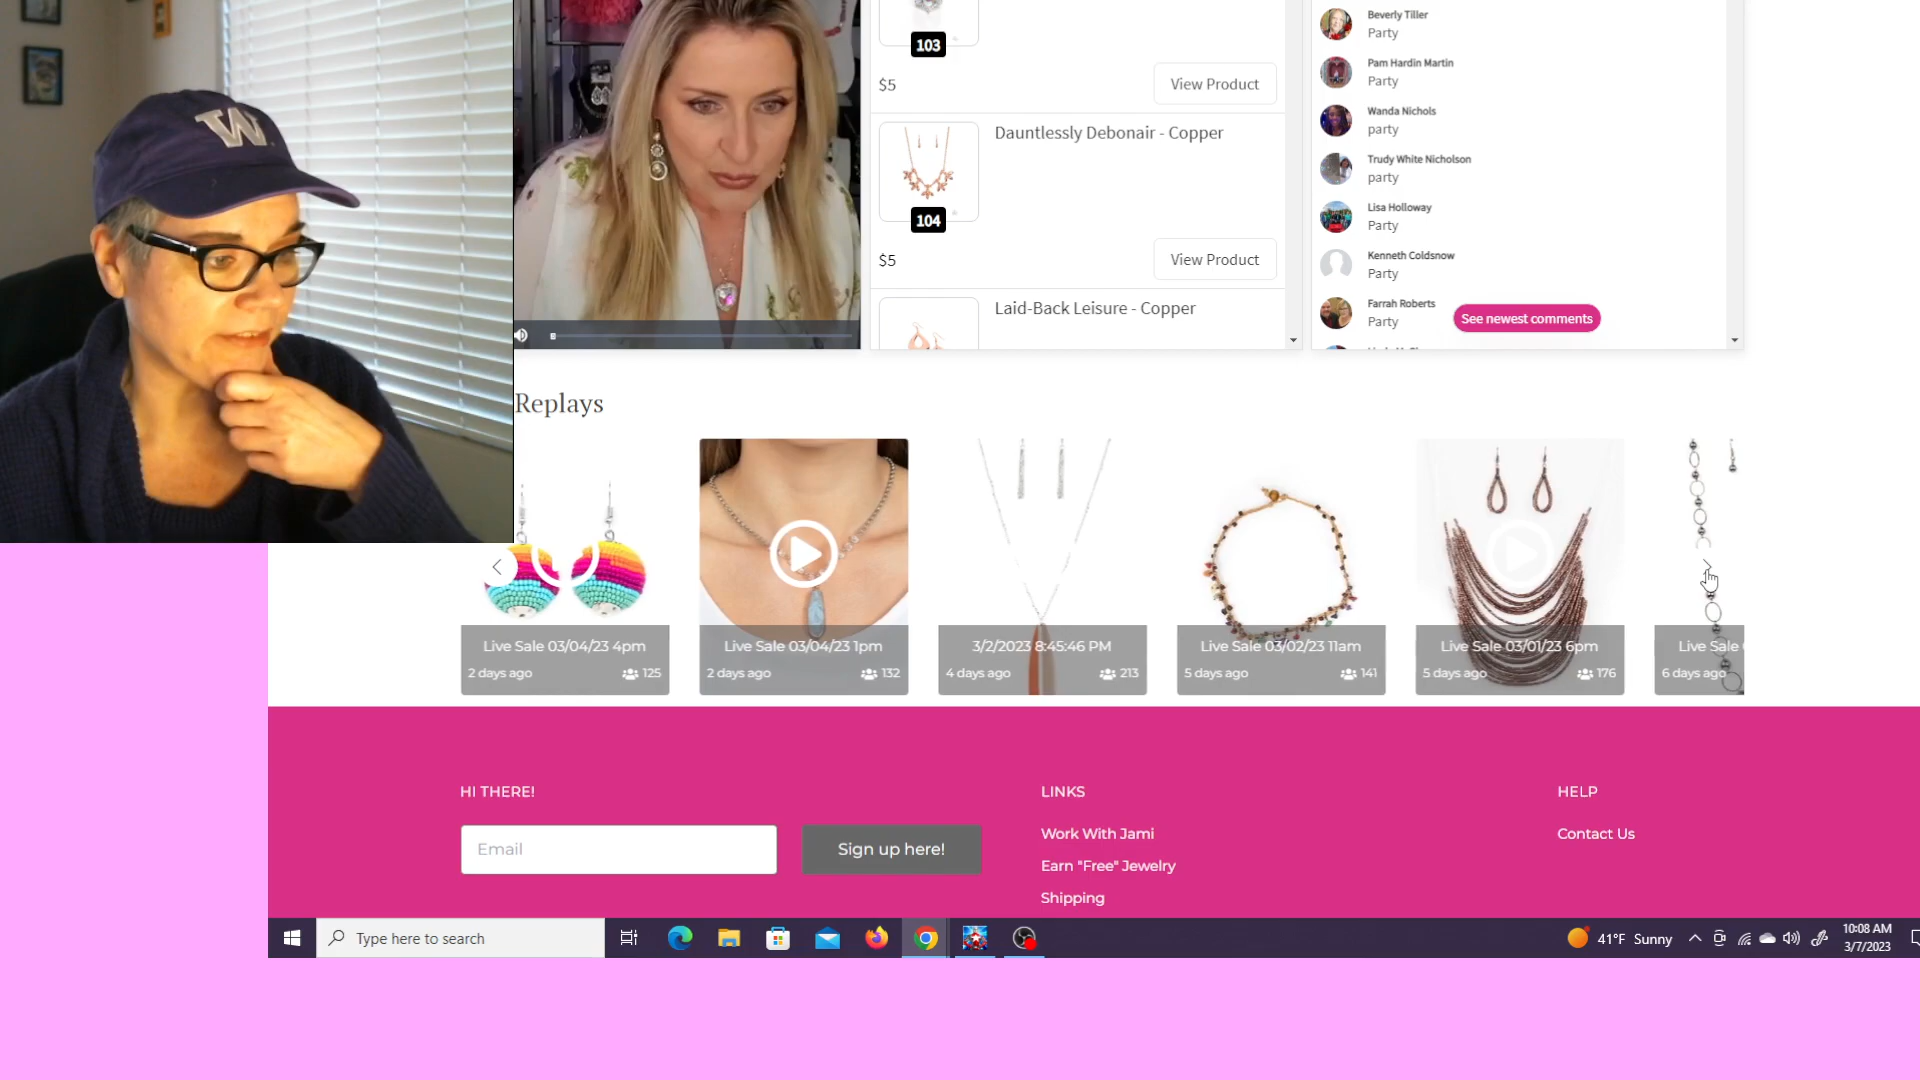 W
103
$5
View Product
Dauntlessly Debonair - Copper
104
$5
View Product
Laid-Back Leisure - Copper
Beverly Tiller
Party
Pam Hardin Martin
Party
Wanda Nichols
party
Trudy White Nicholson
party
Lisa Holloway
Party
Kenneth Coldsnow
Party
Farrah Roberts
Party
See newest comments
Replays
Live Sale 03/04/23 4pm
2 days ago 125
Live Sale 03/04/23 1pm
2 days ago 132
3/2/2023 8:45:46 PM
4 days ago 213
Live Sale 03/02/23 11am
5 days ago 141
Live Sale 03/01/23 6pm
5 days ago 176
Live Sale
6 days ago
HI THERE!
Email
Sign up here!
LINKS
Work With Jami
Earn "Free" Jewelry
Shipping
HELP
Contact Us
Type here to search
41°F Sunny
10:08 AM
3/7/2023